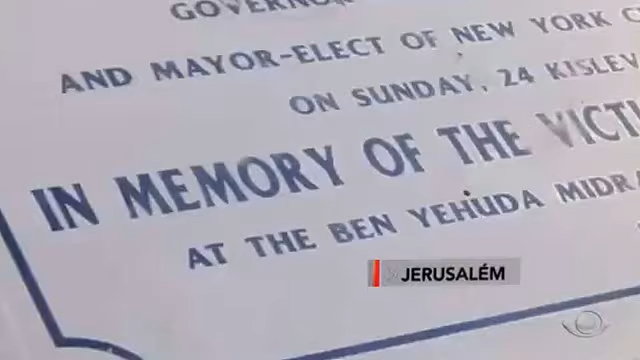 GOVERNOR
AND MAYOR-ELECT OF NEW YORK
ON SUNDAY, 24 KISLEV
IN MEMORY OF THE
AT THE BEN YEHUDA
JERUSALÉM